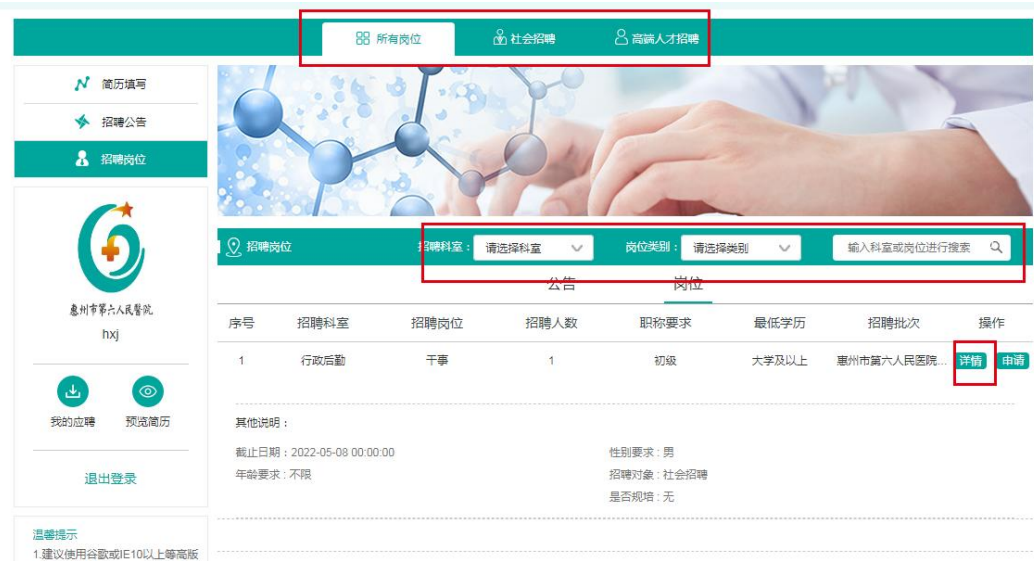 所有岗位 社会招聘 高端人才招聘
简历填写
招聘公告
招聘岗位
惠州市第六人民医院
hxj
我的应聘 预览简历
退出登录
温馨提示
1.建议使用谷歌或IE10以上等高版
招聘岗位 招聘科室： 请选择科室 岗位类别： 请选择类别 输入科室或岗位进行搜索
公告 岗位
序号 招聘科室 招聘岗位 招聘人数 职称要求 最低学历 招聘批次 操作
1 行政后勤 干事 1 初级 大学及以上 惠州市第六人民医院... 详情 申请
其他说明：
截止日期：2022-05-08 00:00:00 性别要求：男
年龄要求：不限 招聘对象：社会招聘
是否规培：无